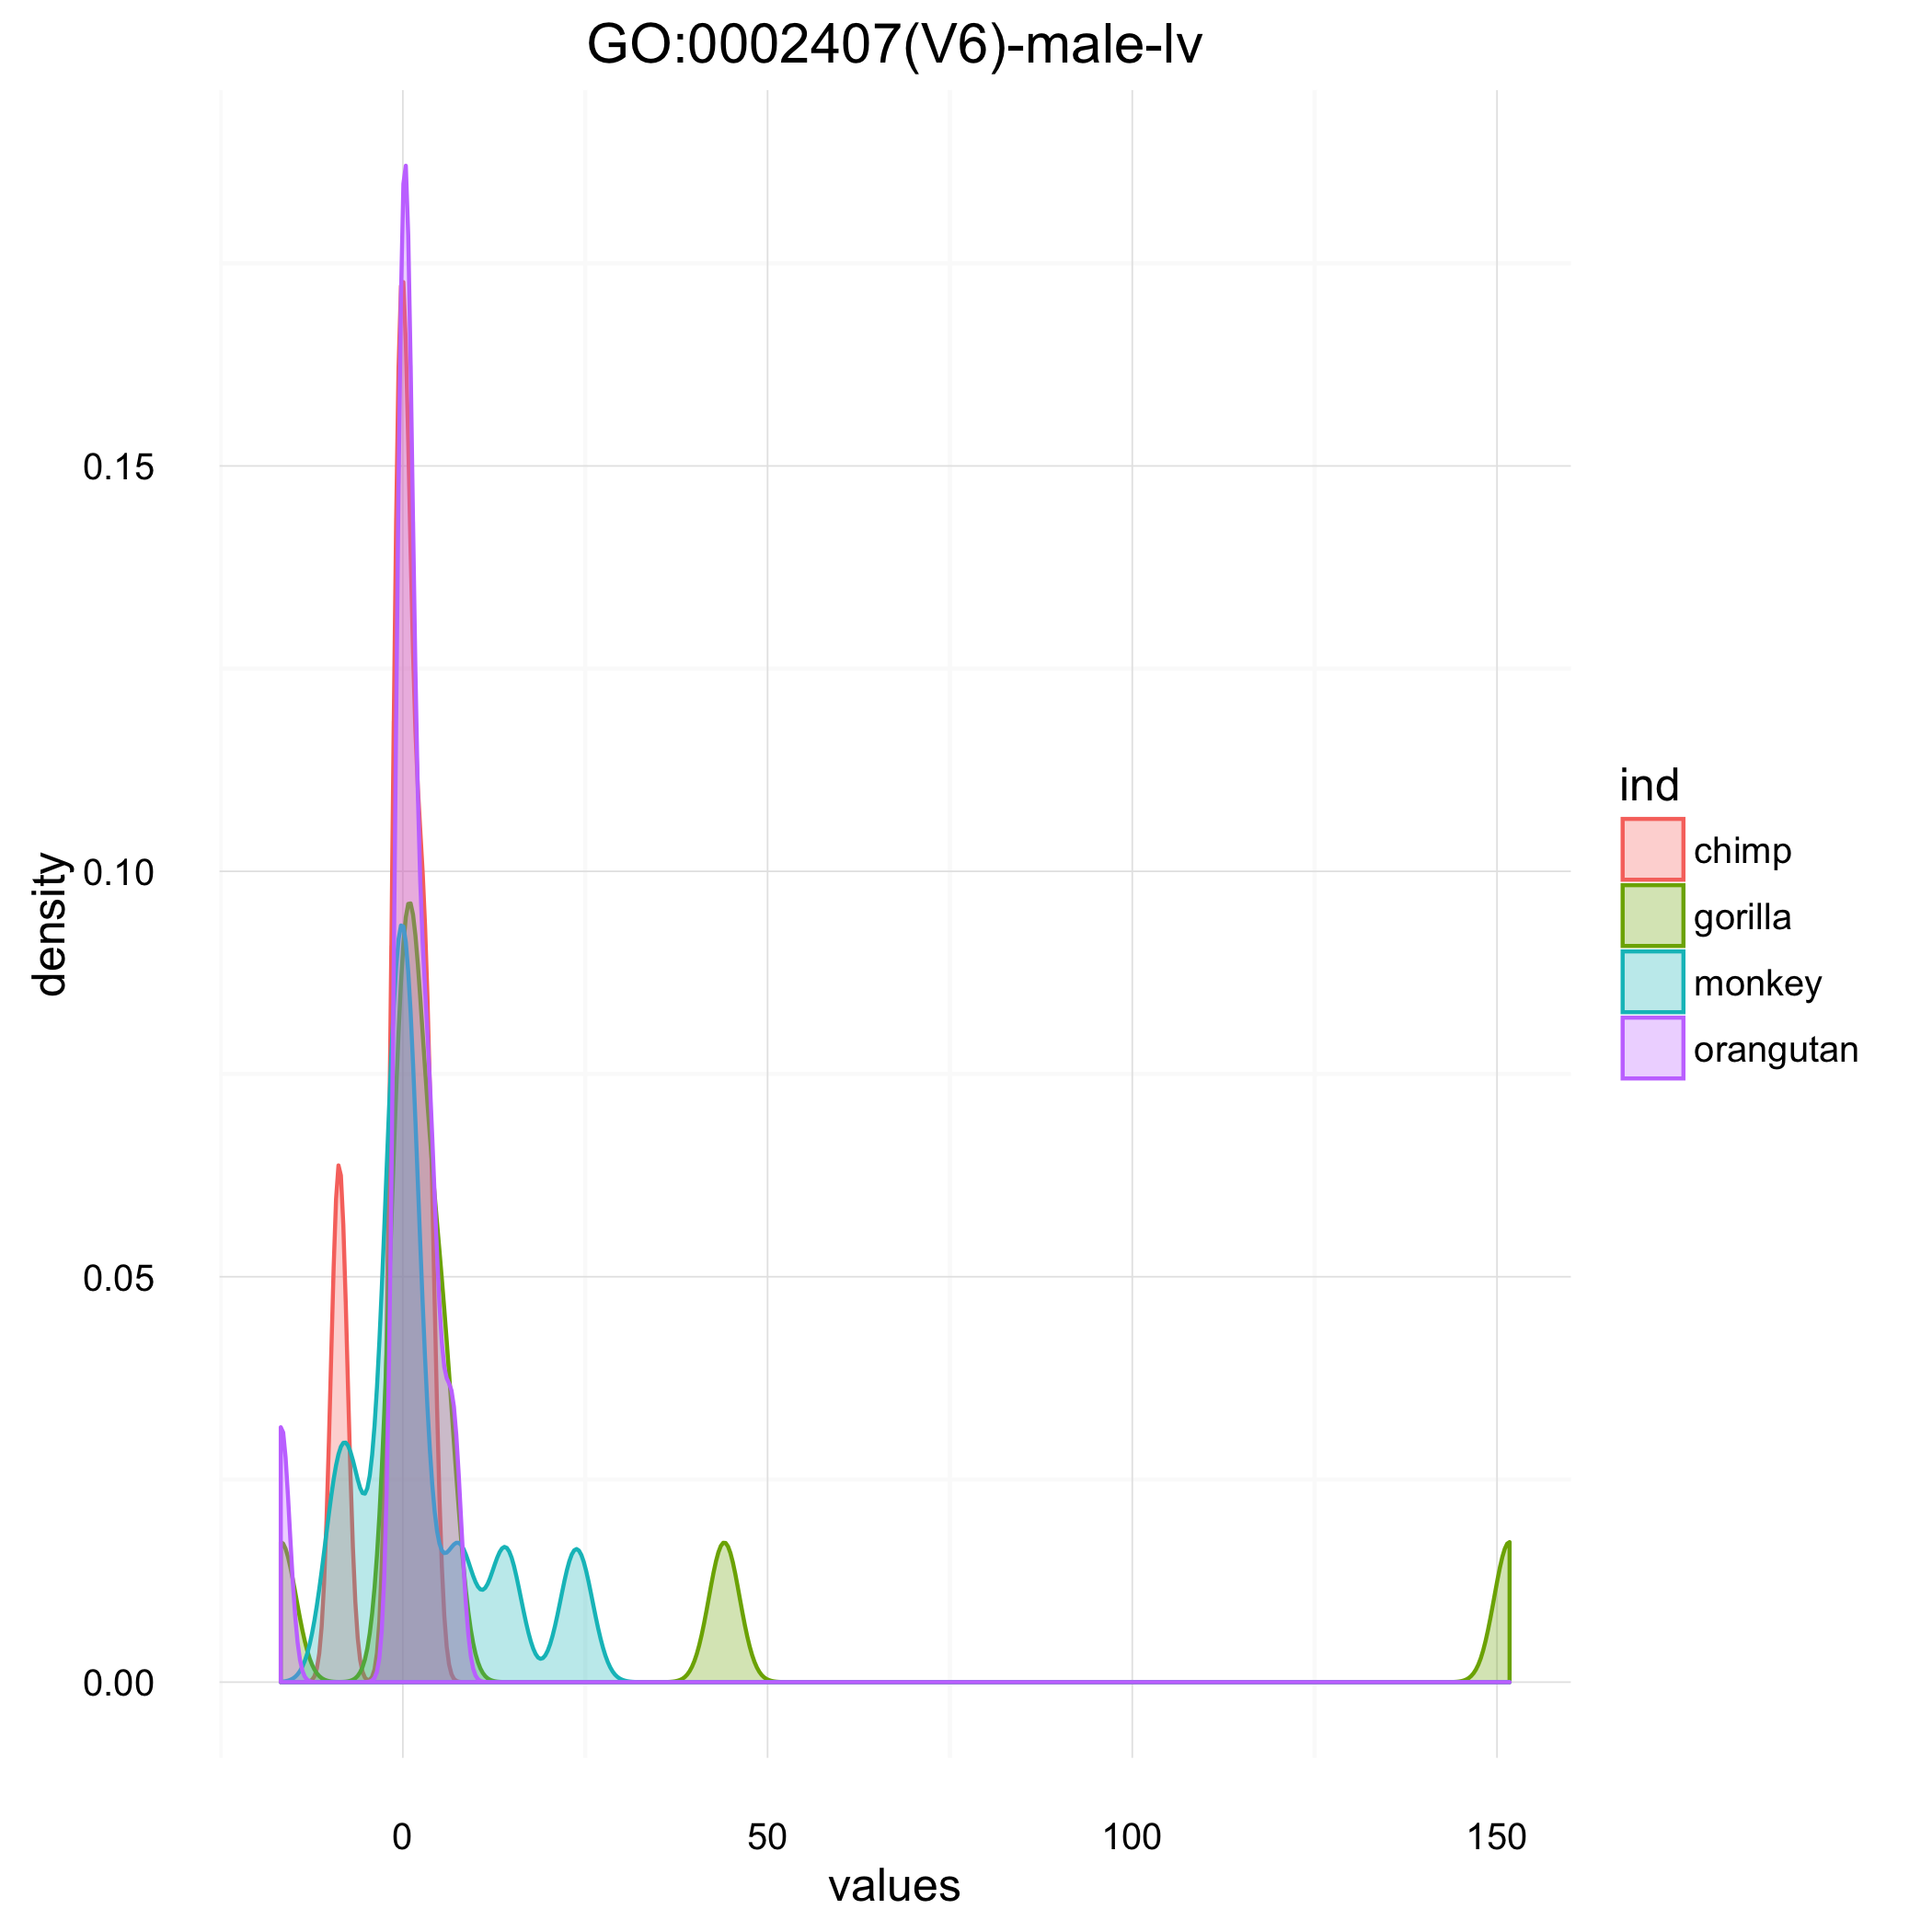 GO:0002407(V6)-male-lv
density
0.15
0.10
0.05
0.00
0
50
100
150
values
ind
chimp
gorilla
monkey
orangutan